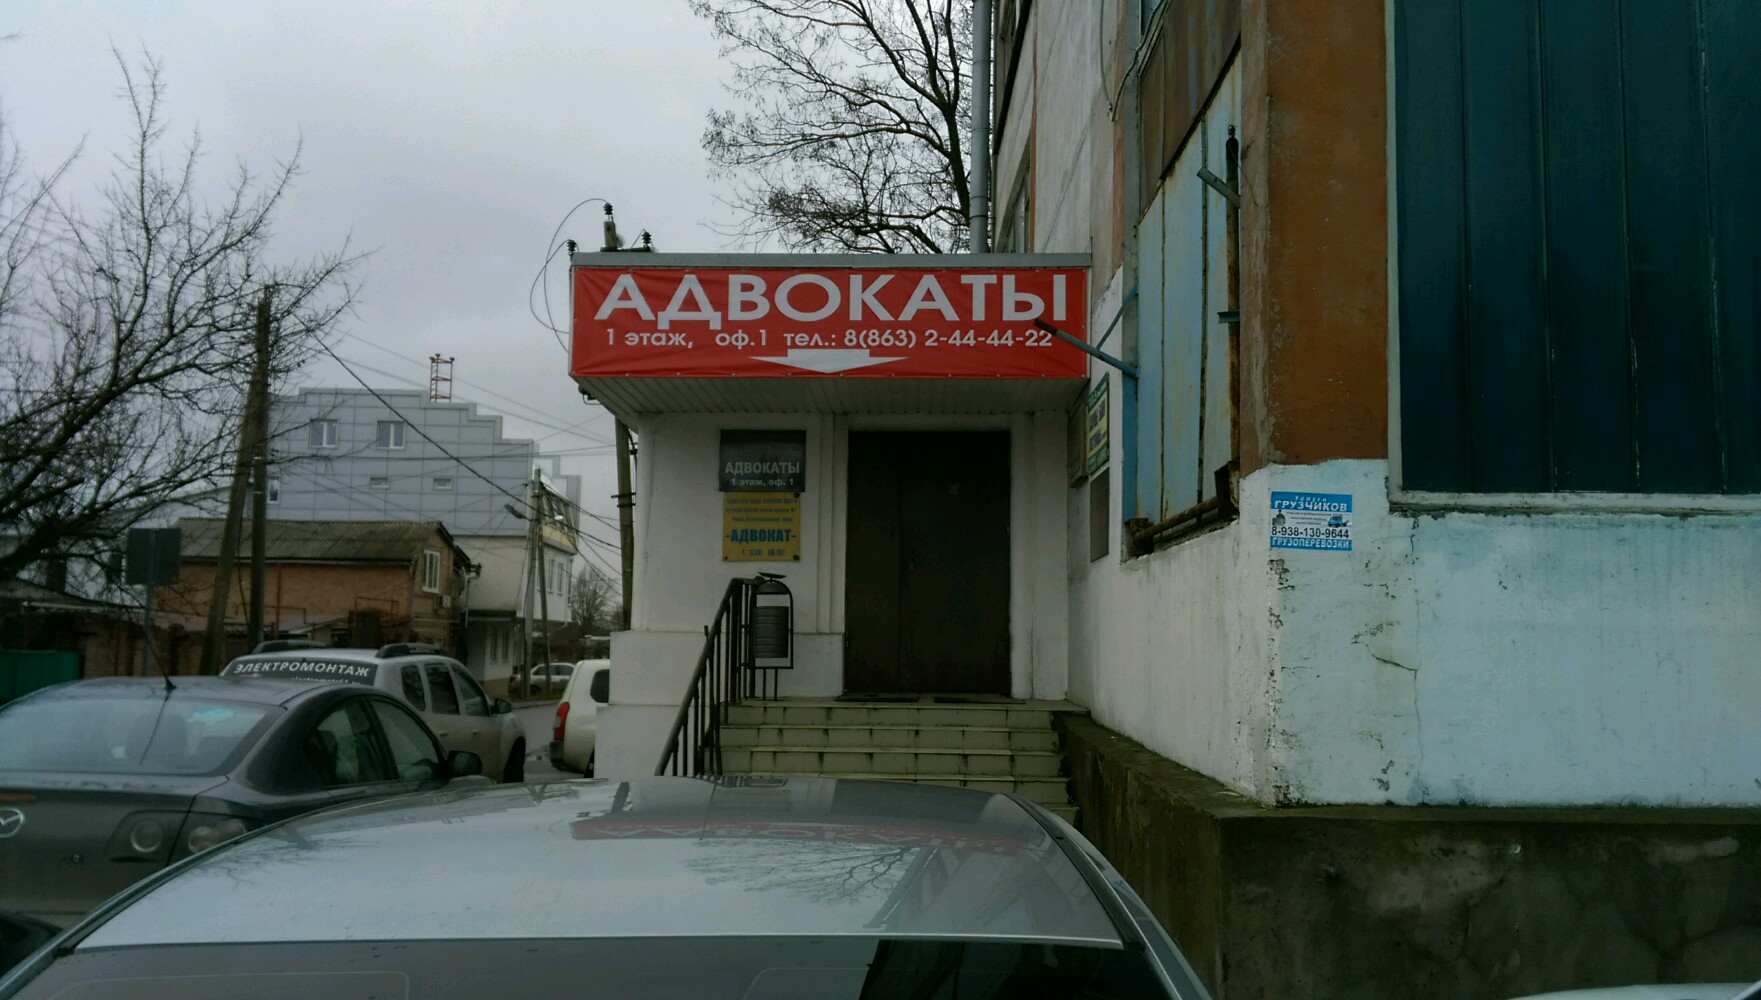 АДВОКАТЫ
1 этаж, оф.1 тел.: 8(863) 2-44-44-22
АДВОКАТЫ
1 этаж, оф. 1
-АДВОКАТ-
Услуги
ГРУЗЧИКОВ
8-938-130-9644
ГРУЗОПЕРЕВОЗКИ
ЭЛЕКТРОМОНТАЖ